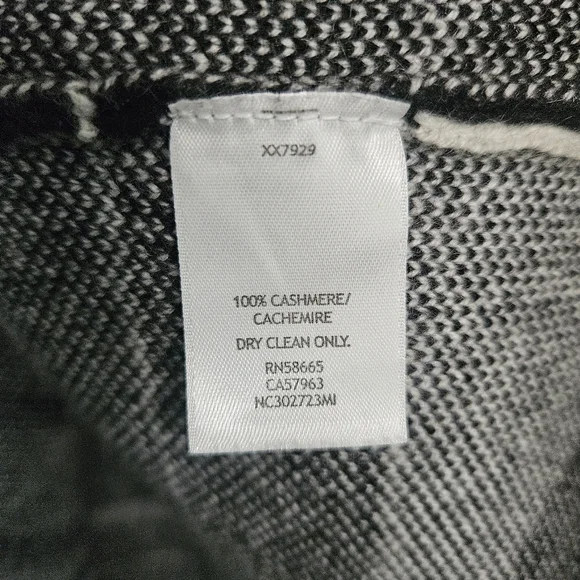 XX7929
100% CASHMERE/
CACHEMIRE
DRY CLEAN ONLY.
RN58665
CA57963
NC302723MI